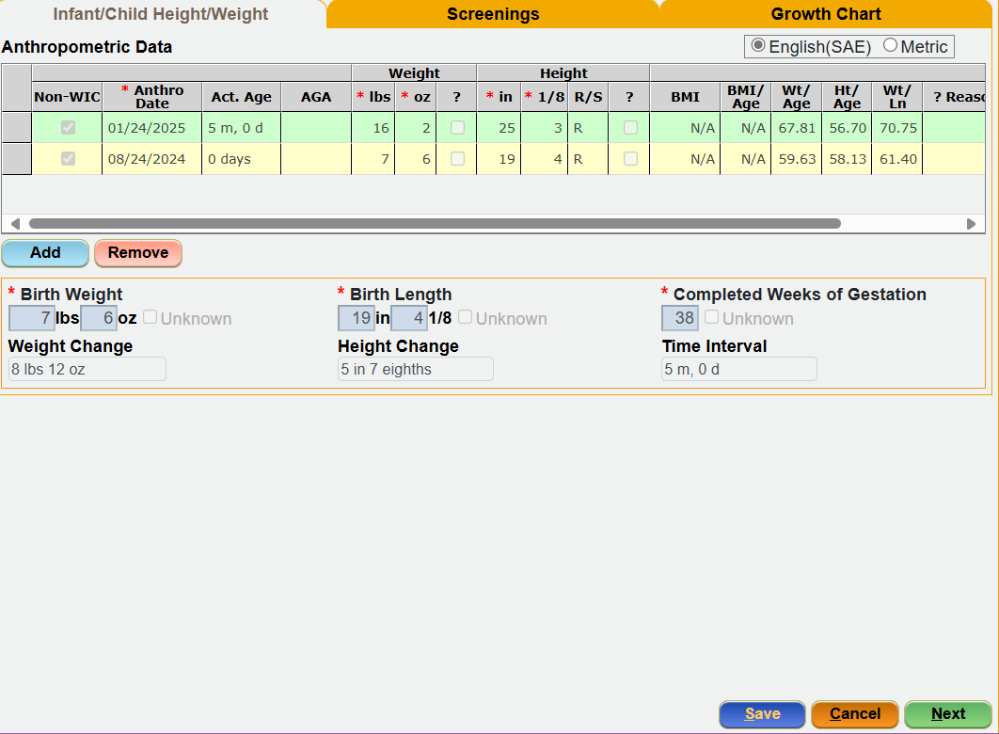 Infant/Child Height/Weight Screenings Growth Chart
Anthropometric Data English(SAE) Metric
Weight Height
Non-WIC * Anthro Date Act. Age AGA * lbs * oz ? * in * 1/8 R/S ? BMI BMI/ Age Wt/ Age Ht/ Age Wt/ Ln ? Reaso
01/24/2025 5 m, 0 d 16 2 25 3 R N/A N/A 67.81 56.70 70.75
08/24/2024 0 days 7 6 19 4 R N/A N/A 59.63 58.13 61.40
Add Remove
* Birth Weight * Birth Length * Completed Weeks of Gestation
7 lbs 6 oz Unknown 19 in 4 1/8 Unknown 38 Unknown
Weight Change Height Change Time Interval
8 lbs 12 oz 5 in 7 eighths 5 m, 0 d
Save Cancel Next